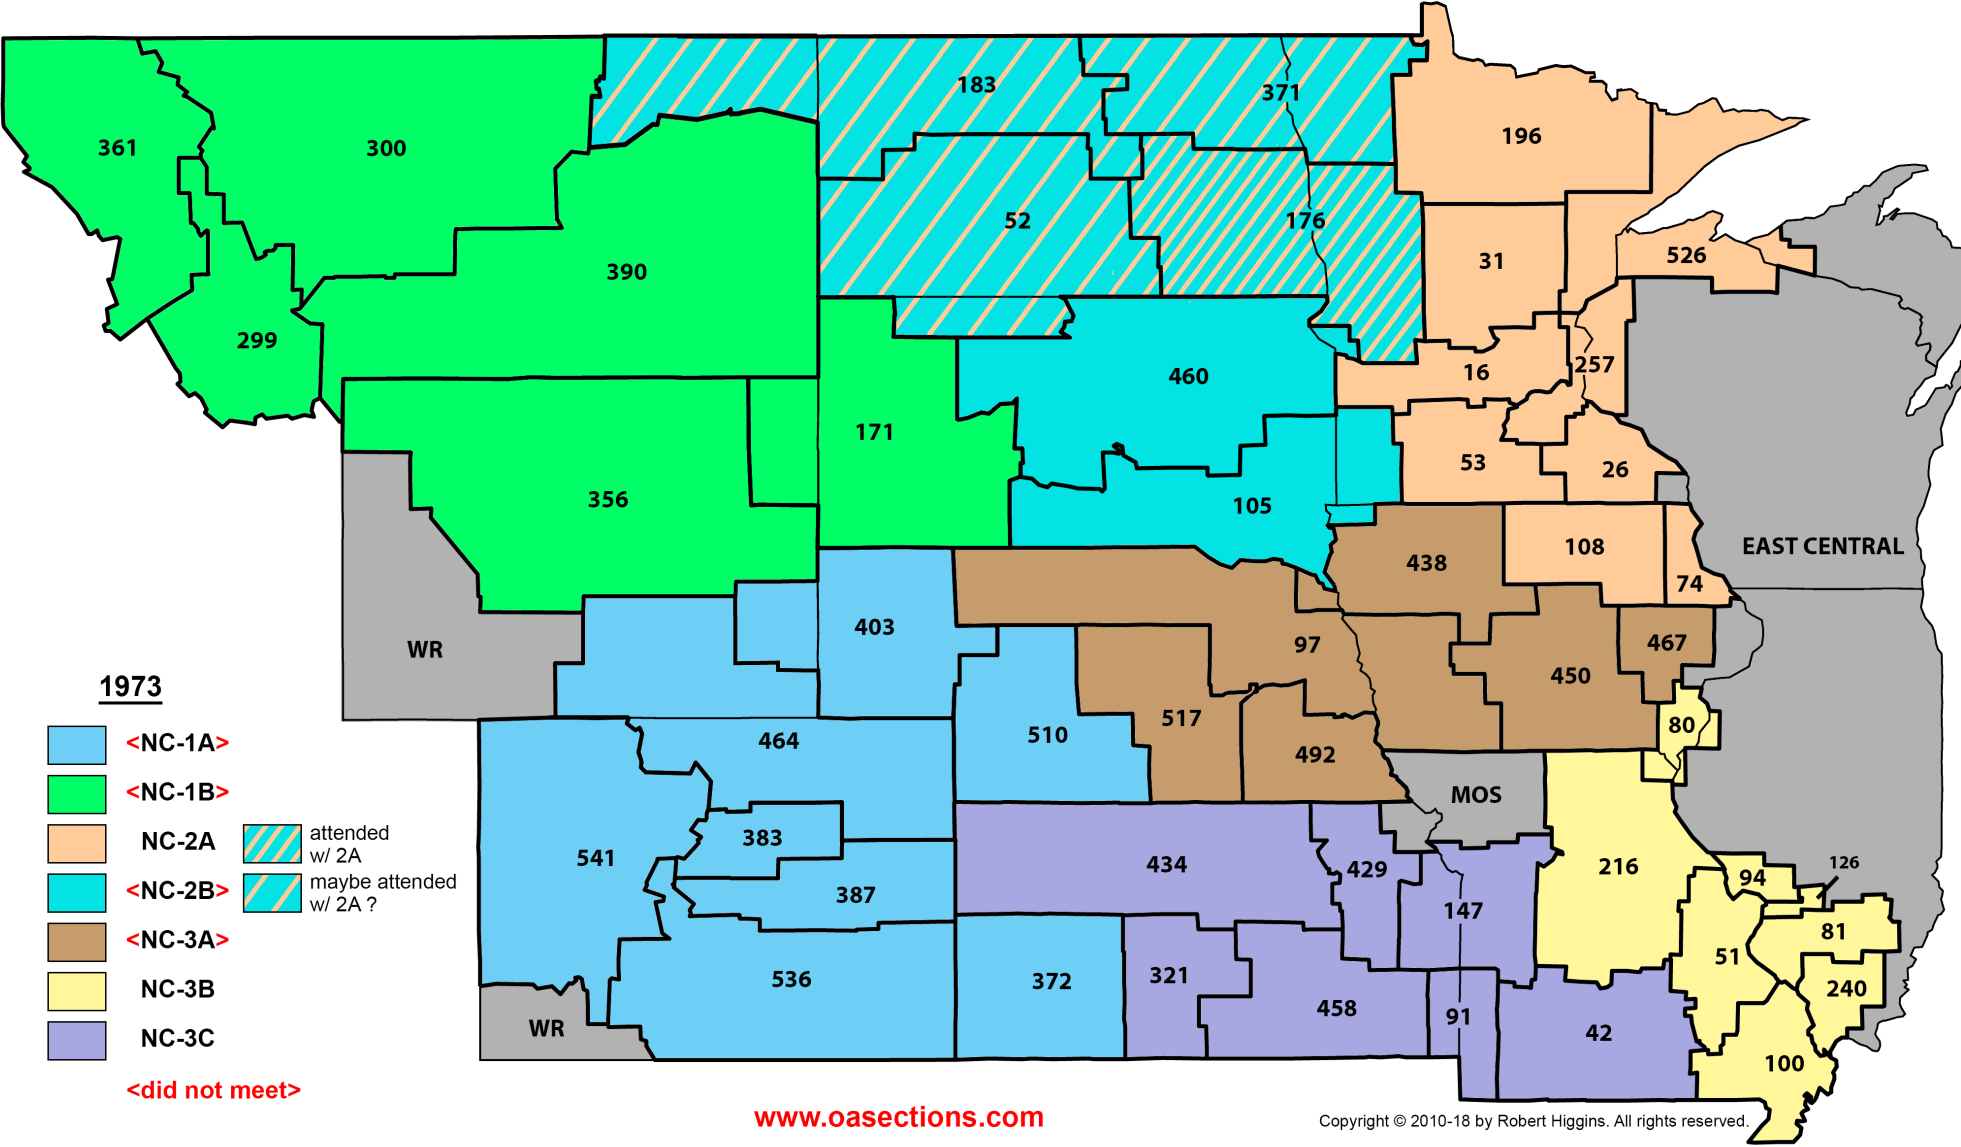 183
371
361
300
196
52
176
31
526
390
299
460
16
257
171
356
105
53
26
438
108
EAST CENTRAL
74
WR
403
97
450
467
1973
<NC-1A>
464
510
517
492
80
<NC-1B>
MOS
NC-2A
attended
w/ 2A
541
383
434
429
216
126
94
<NC-2B>
maybe attended
w/ 2A ?
387
147
<NC-3A>
81
51
NC-3B
536
372
321
458
240
NC-3C
WR
91
42
100
<did not meet>
www.oasections.com
Copyright © 2010-18 by Robert Higgins. All rights reserved.